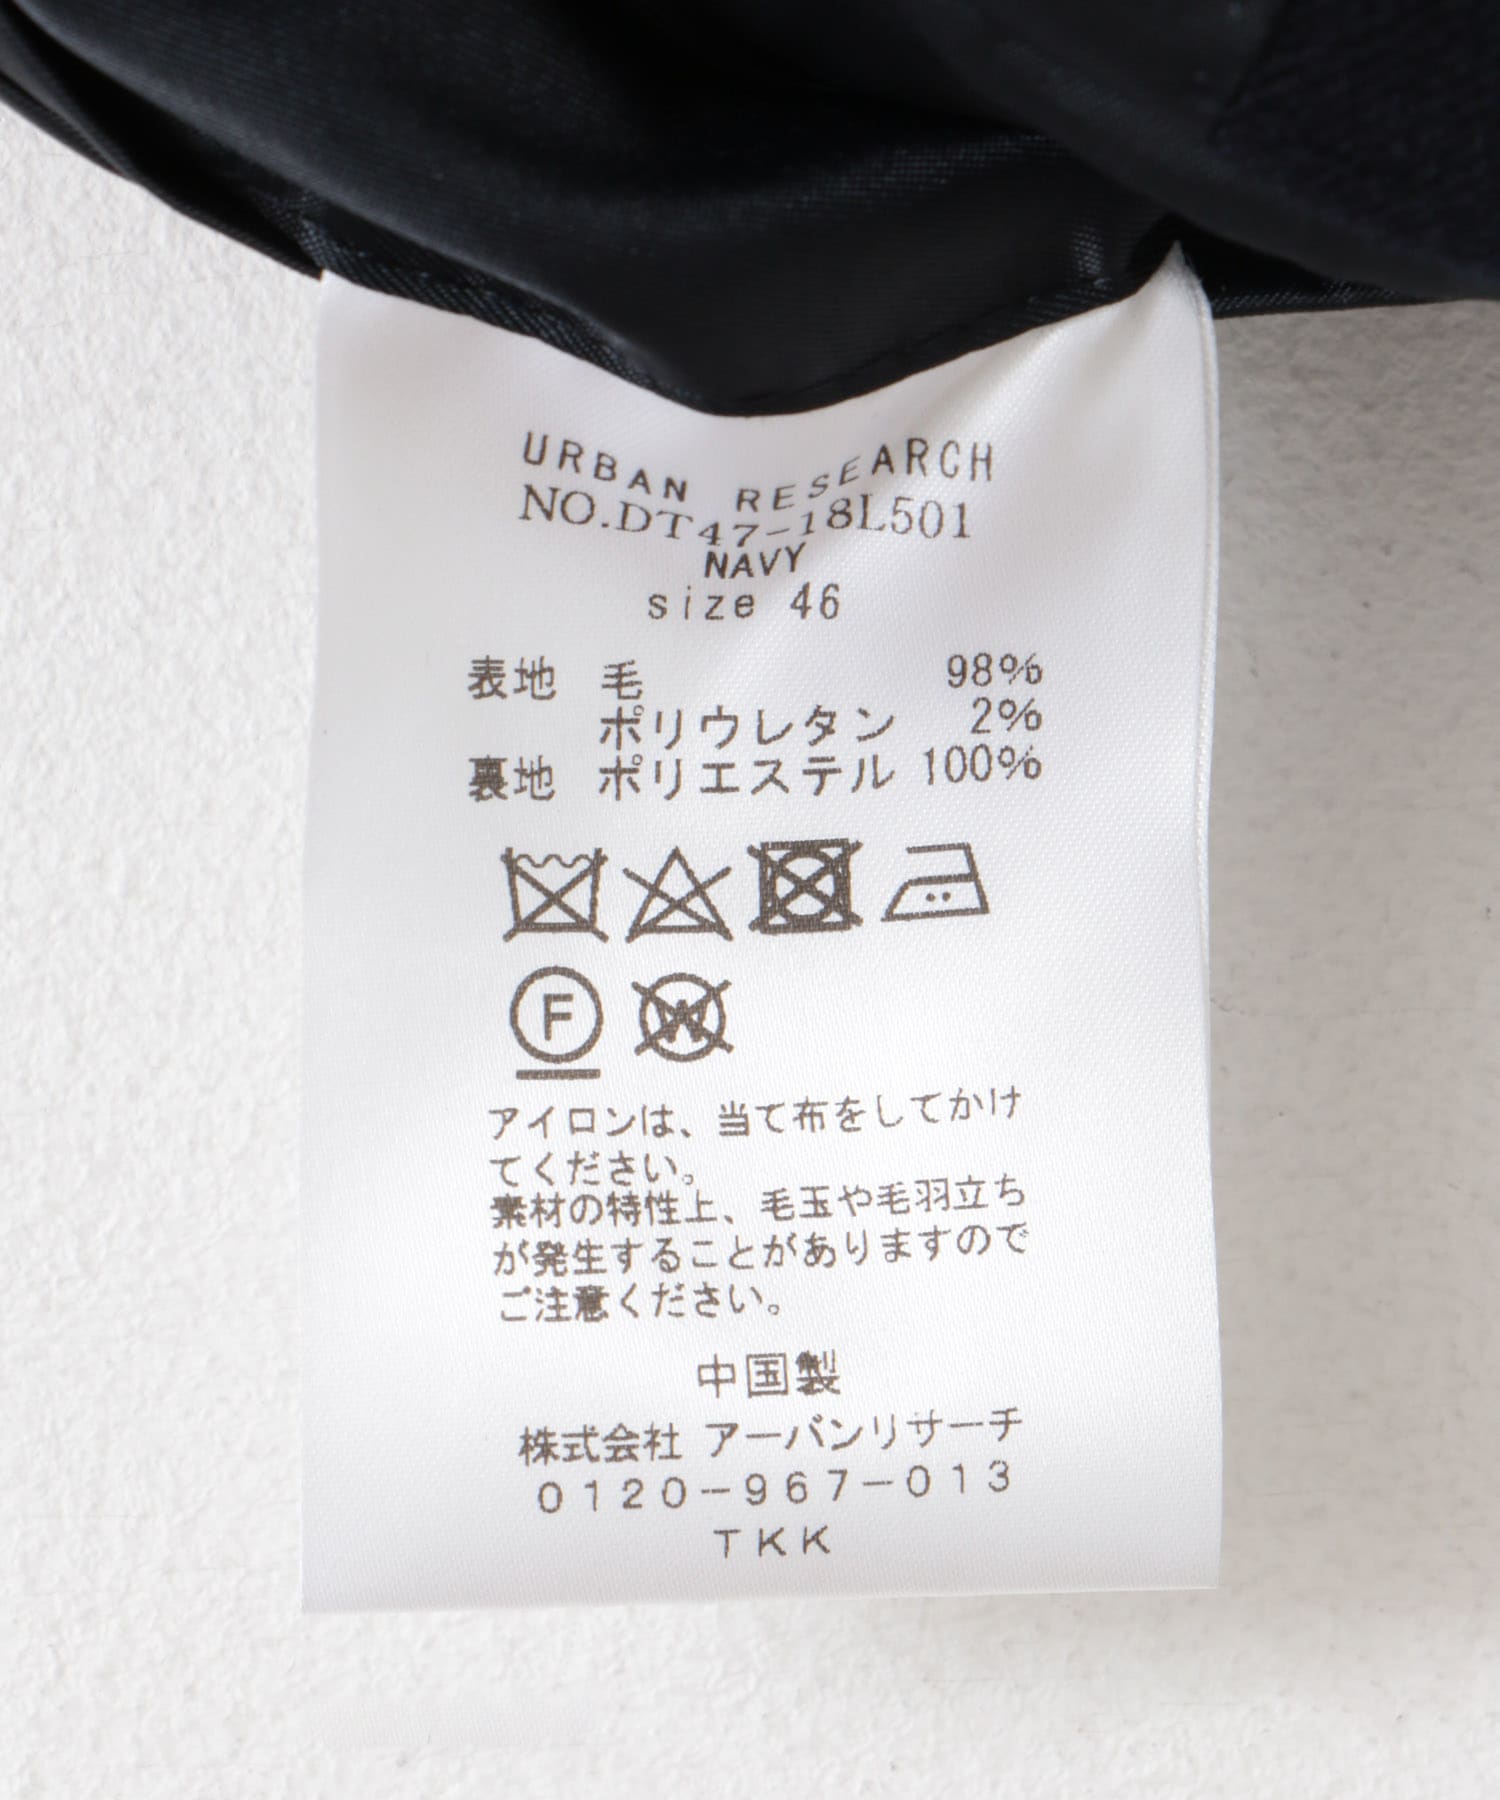 URBAN RESEARCH
NO.DT47-18L501
NAVY
size 46
表地 毛 98%
ポリウレタン 2%
裏地 ポリエステル 100%
F W
アイロンは、当て布をしてかけ
てください。
素材の特性上、毛玉や毛羽立ち
が発生することがありますので
ご注意ください。
中国製
株式会社 アーバンリサーチ
0120-967-013
TKK